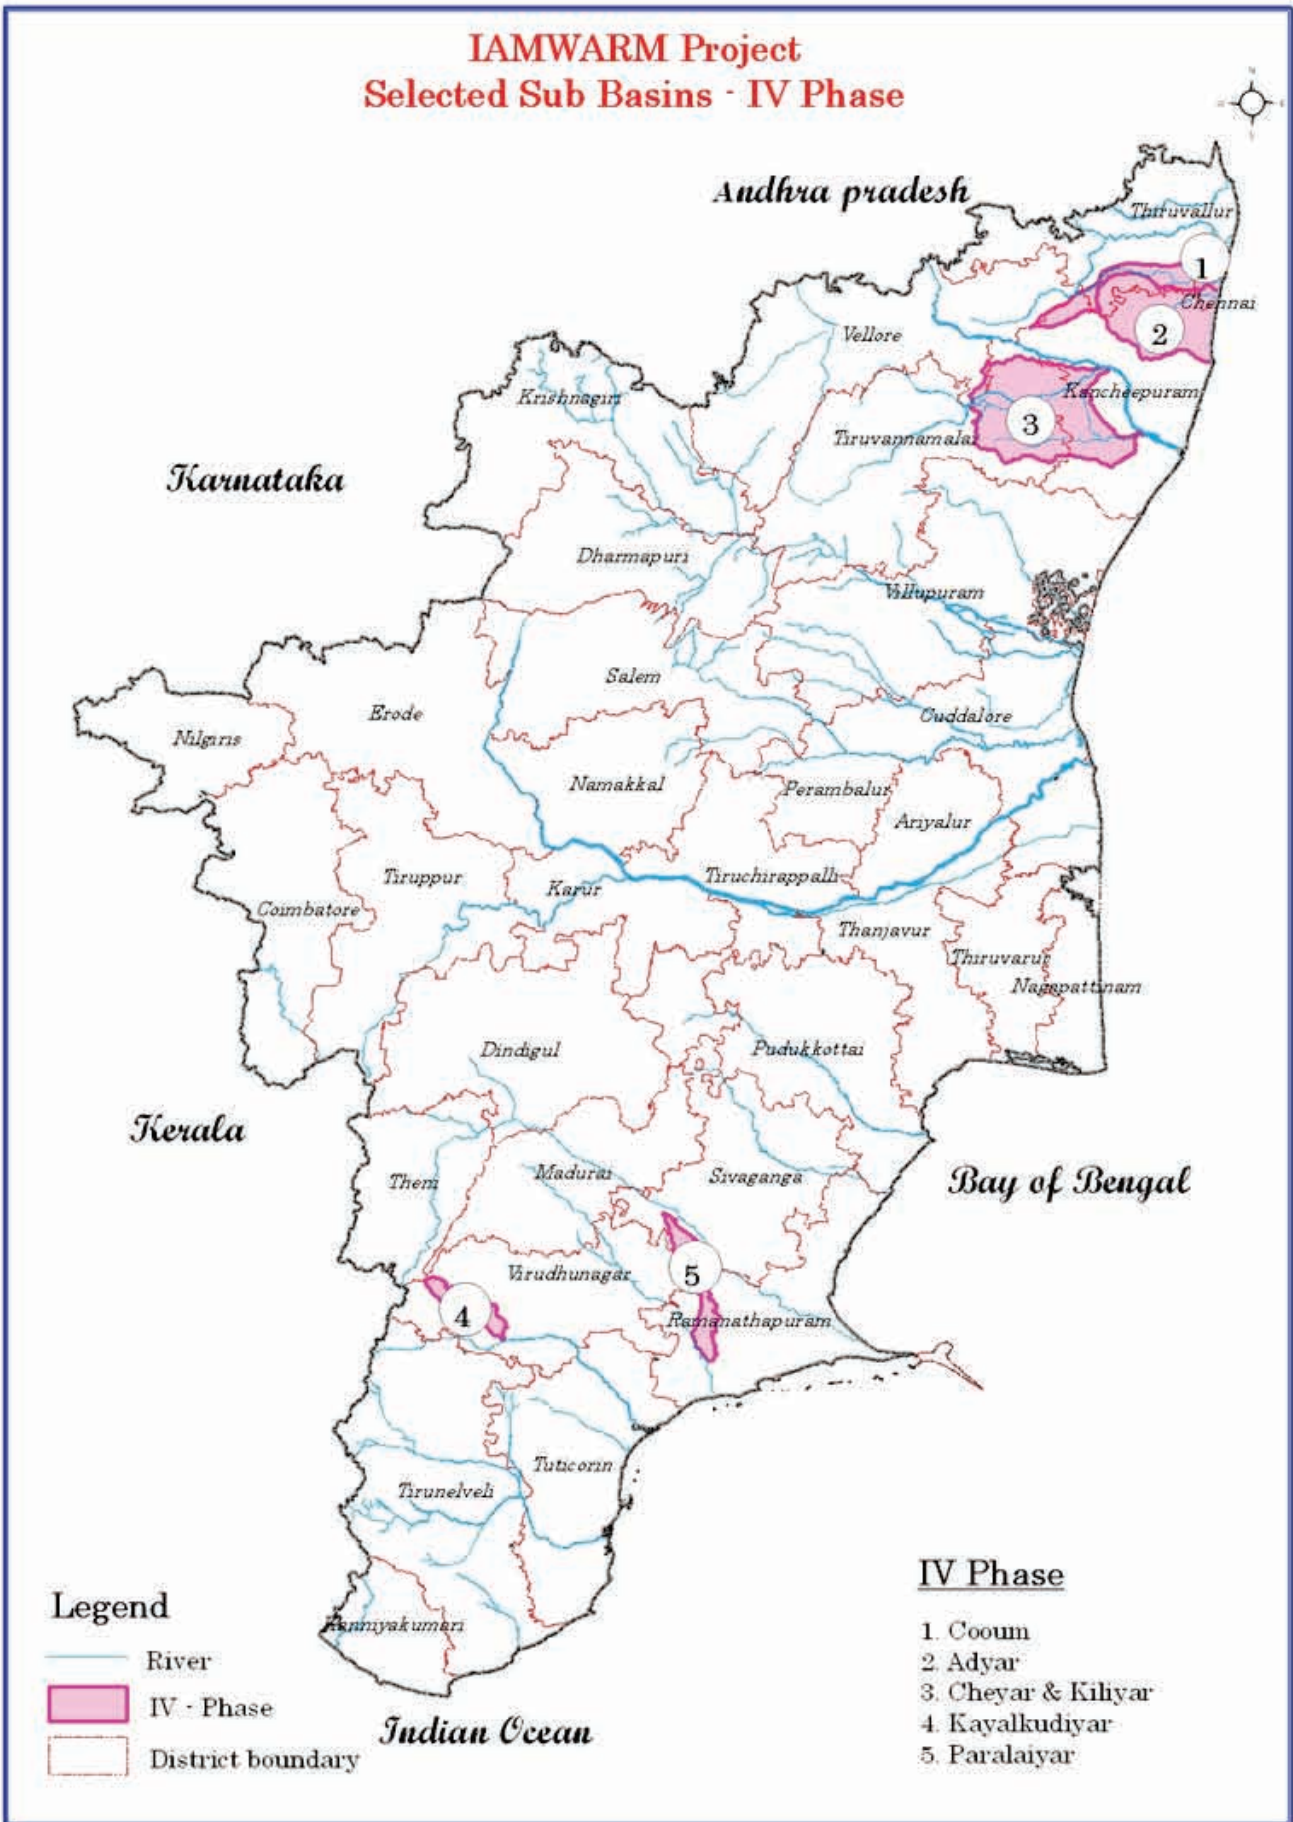 IAMWARM Project
Selected Sub Basins - IV Phase
N
Andhra pradesh
Thiruvallur
1
Chennai
2
Vellore
Krishnagiri
Kancheepuram
3
Tiruvannamalai
Karnataka
Dharmapuri
Villupuram
Salem
Erode
Cuddalore
Nilgiris
Namakkal
Perambalur
Ariyalur
Tiruppur
Karur
Tiruchirappalli
Coimbatore
Thanjavur
Thiruvarur
Nagapattinam
Dindigul
Pudukkottai
Kerala
Theni
Madurai
Sivaganga
Bay of Bengal
Virudhunagar
5
4
Ramanathapuram
Tuticorin
Tirunelveli
Kanniyakumari
Indian Ocean
Legend
River
IV - Phase
District boundary
IV Phase
1. Cooum
2. Adyar
3. Cheyar & Kiliyar
4. Kayalkudiyar
5. Paralaiyar